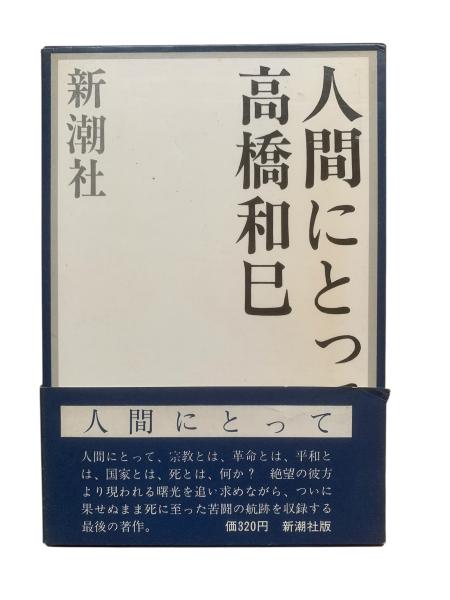 人間にとって
高橋和巳
新潮社
人間にとって
人間にとって、宗教とは、革命とは、平和と
は、国家とは、死とは、何か？　絶望の彼方
より現われる曙光を追い求めながら、ついに
果せぬまま死に至った苦闘の航跡を収録する
最後の著作。
価320円　新潮社版